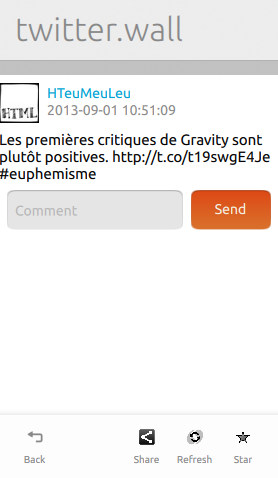 twitter.wall
HTML
HTeuMeuLeu
2013-09-01 10:51:09
Les premières critiques de Gravity sont
plutôt positives. http://t.co/t19swgE4Je
#euphemisme
Comment
Send
Back
Share
Refresh
Star